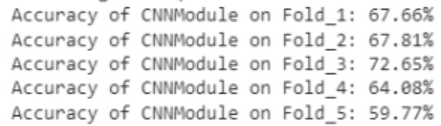 Accuracy of CNNModule on Fold_1: 67.66%
Accuracy of CNNModule on Fold_2: 67.81%
Accuracy of CNNModule on Fold_3: 72.65%
Accuracy of CNNModule on Fold_4: 64.08%
Accuracy of CNNModule on Fold_5: 59.77%